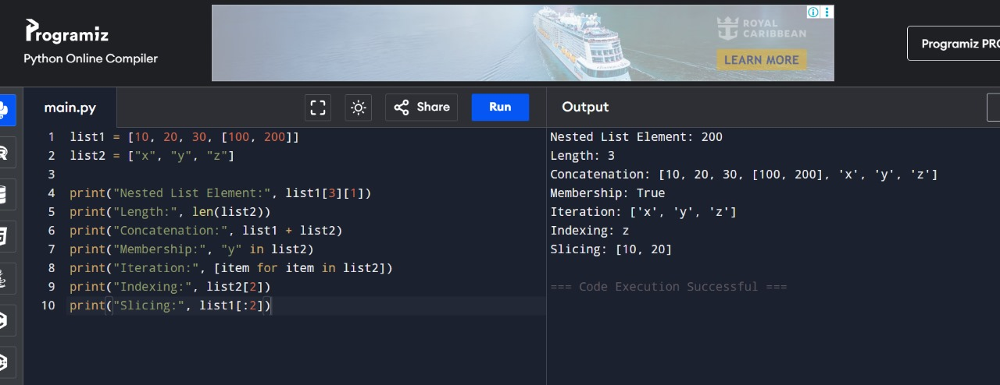 Programiz
Python Online Compiler
ROYAL
CARIBBEAN
LEARN MORE
Programiz PRO
main.py
Share
Run
Output
1 list1 = [10, 20, 30, [100, 200]]
2 list2 = ["x", "y", "z"]
3
4 print("Nested List Element:", list1[3][1])
5 print("Length:", len(list2))
6 print("Concatenation:", list1 + list2)
7 print("Membership:", "y" in list2)
8 print("Iteration:", [item for item in list2])
9 print("Indexing:", list2[2])
10 print("Slicing:", list1[:2])
Nested List Element: 200
Length: 3
Concatenation: [10, 20, 30, [100, 200], 'x', 'y', 'z']
Membership: True
Iteration: ['x', 'y', 'z']
Indexing: z
Slicing: [10, 20]
=== Code Execution Successful ===